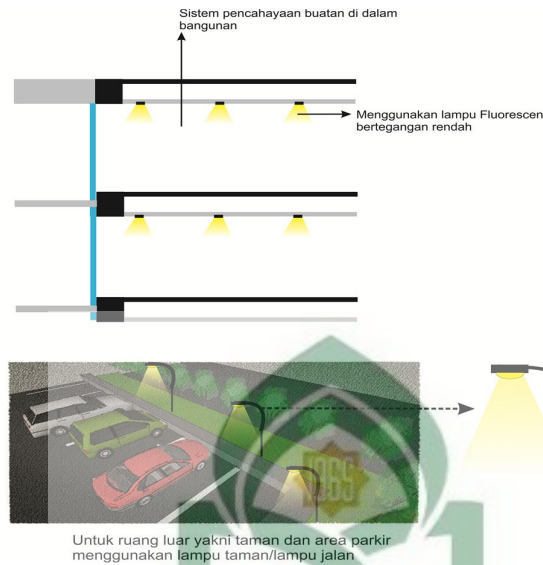 Sistem pencahayaan buatan di dalam
bangunan
Menggunakan lampu Fluorescen
bertegangan rendah
1965
Untuk ruang luar yakni taman dan area parkir
menggunakan lampu taman/lampu jalan